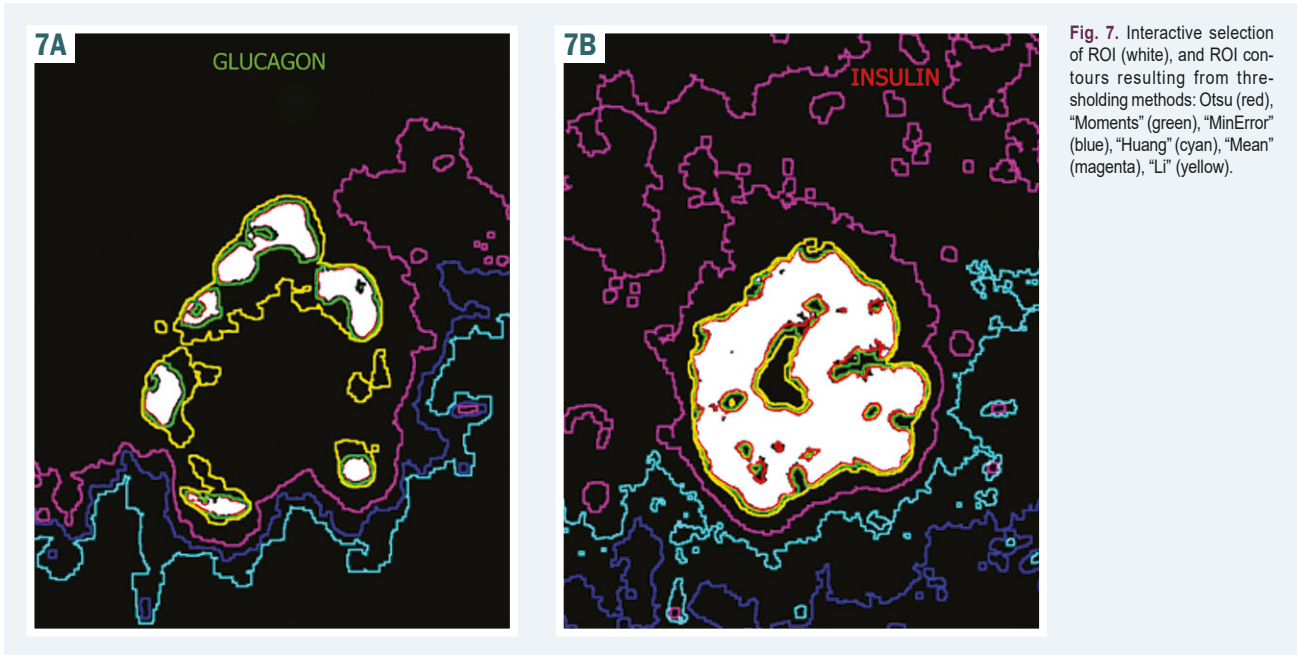 7A
GLUCAGON
7B
INSULIN
Fig. 7. Interactive selection
of ROI (white), and ROI con-
tours resulting from thre-
sholding methods: Otsu (red),
“Moments” (green), “MinError”
(blue), “Huang” (cyan), “Mean”
(magenta), “Li” (yellow).